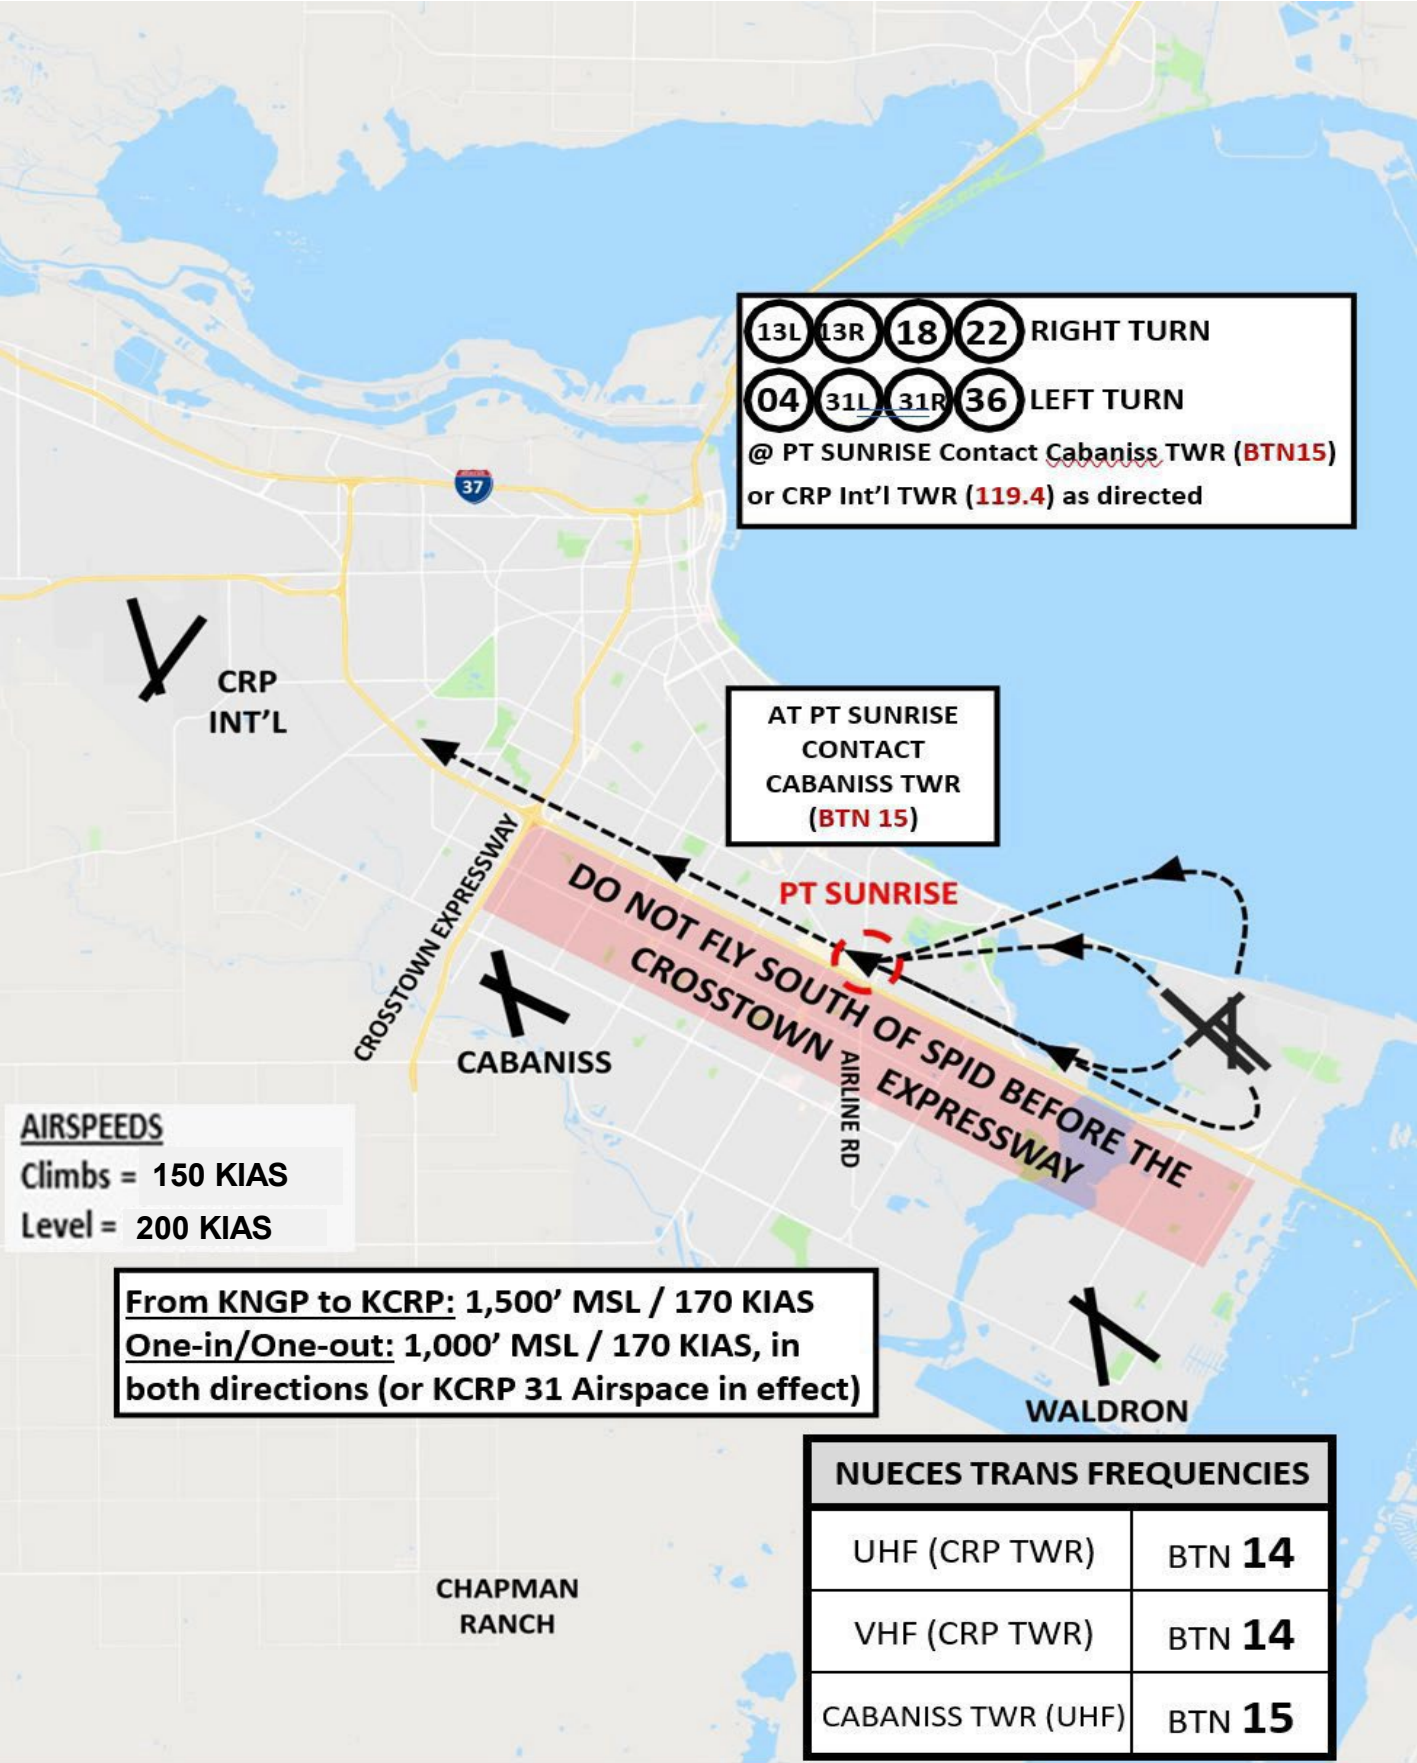 13L 13R 18 22 RIGHT TURN
04 31L 31R 36 LEFT TURN
@ PT SUNRISE Contact Cabaniss TWR (BTN15)
or CRP Int'l TWR (119.4) as directed
37
CRP
INT'L
AT PT SUNRISE
CONTACT
CABANISS TWR
(BTN 15)
PT SUNRISE
CROSSTOWN EXPRESSWAY
DO NOT FLY SOUTH OF SPID BEFORE THE
CROSSTOWN EXPRESSWAY
AIRLINE RD
CABANISS
AIRSPEEDS
Climbs = 150 KIAS
Level = 200 KIAS
From KNGP to KCRP: 1,500' MSL / 170 KIAS
One-in/One-out: 1,000' MSL / 170 KIAS, in
both directions (or KCRP 31 Airspace in effect)
WALDRON
NUECES TRANS FREQUENCIES
UHF (CRP TWR) BTN 14
VHF (CRP TWR) BTN 14
CABANISS TWR (UHF) BTN 15
CHAPMAN
RANCH